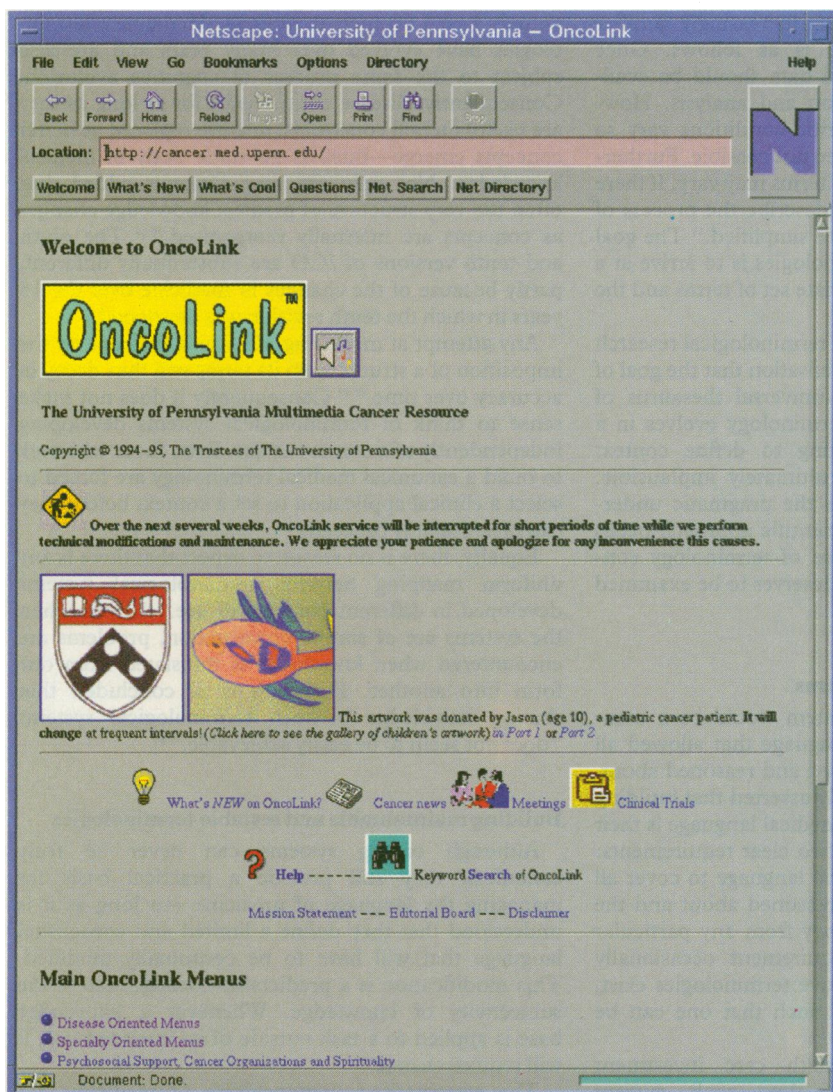 Netscape: University of Pennsylvania – OncoLink
File Edit View Go Bookmarks Options Directory Help
Back Forward Home Reload Images Open Print Find Stop
Location: http://cancer.med.upenn.edu/
N
Welcome What's New What's Cool Questions Net Search Net Directory
Welcome to OncoLink
OncoLink TM
The University of Pennsylvania Multimedia Cancer Resource
Copyright © 1994-95, The Trustees of The University of Pennsylvania
Over the next several weeks, OncoLink service will be interrupted for short periods of time while we perform
technical modifications and maintenance. We appreciate your patience and apologize for any inconvenience this causes.
This artwork was donated by Jason (age 10), a pediatric cancer patient. It will
change at frequent intervals! (Click here to see the gallery of children's artwork) in Part 1 or Part 2
What's NEW on OncoLink? Cancer news Meetings Clinical Trials
? Help ------- Keyword Search of OncoLink
Mission Statement --- Editorial Board --- Disclaimer
Main OncoLink Menus
Disease Oriented Menus
Specialty Oriented Menus
Psychosocial Support, Cancer Organizations and Spirituality
Document: Done.